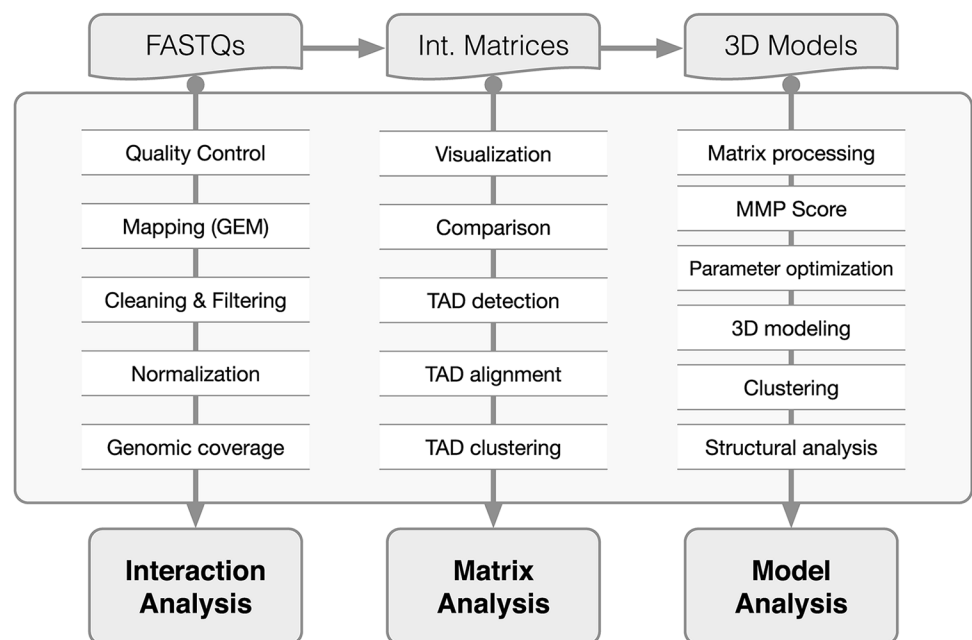 FASTQs
Int. Matrices
3D Models
Quality Control
Mapping (GEM)
Cleaning & Filtering
Normalization
Genomic coverage
Visualization
Comparison
TAD detection
TAD alignment
TAD clustering
Matrix processing
MMP Score
Parameter optimization
3D modeling
Clustering
Structural analysis
Interaction
Analysis
Matrix
Analysis
Model
Analysis